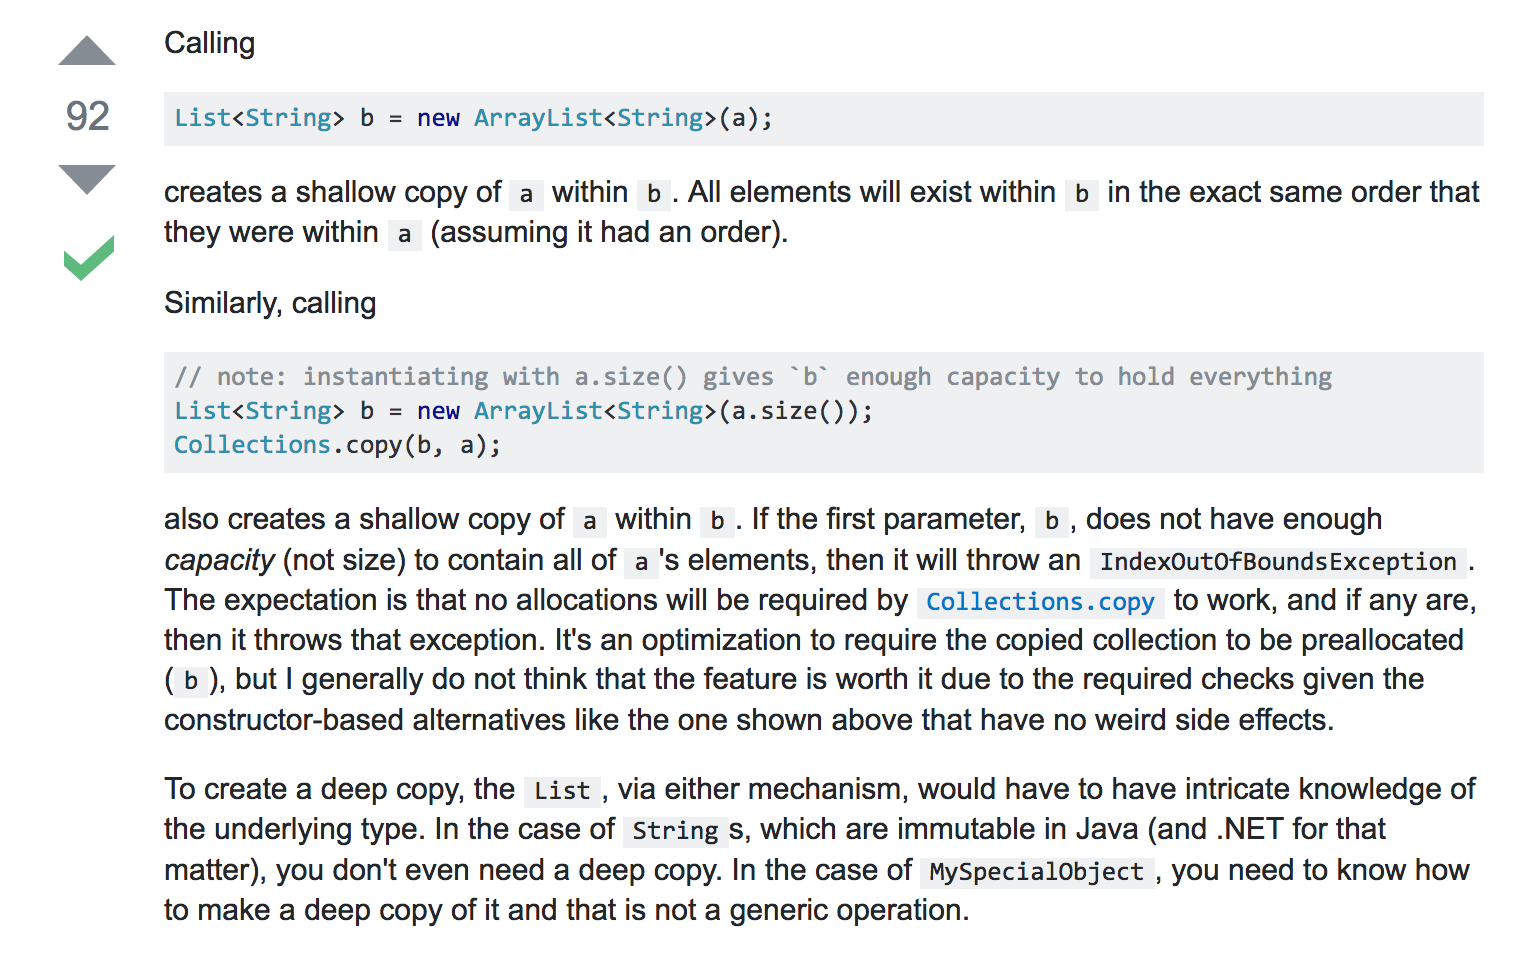 Calling
92
List<String> b = new ArrayList<String>(a);
creates a shallow copy of a within b. All elements will exist within b in the exact same order that
they were within a (assuming it had an order).
Similarly, calling
// note: instantiating with a.size() gives `b` enough capacity to hold everything
List<String> b = new ArrayList<String>(a.size());
Collections.copy(b, a);
also creates a shallow copy of a within b. If the first parameter, b, does not have enough
capacity (not size) to contain all of a's elements, then it will throw an IndexOutOfBoundsException.
The expectation is that no allocations will be required by Collections.copy to work, and if any are,
then it throws that exception. It's an optimization to require the copied collection to be preallocated
(b), but I generally do not think that the feature is worth it due to the required checks given the
constructor-based alternatives like the one shown above that have no weird side effects.
To create a deep copy, the List, via either mechanism, would have to have intricate knowledge of
the underlying type. In the case of Strings, which are immutable in Java (and .NET for that
matter), you don't even need a deep copy. In the case of MySpecialObject, you need to know how
to make a deep copy of it and that is not a generic operation.